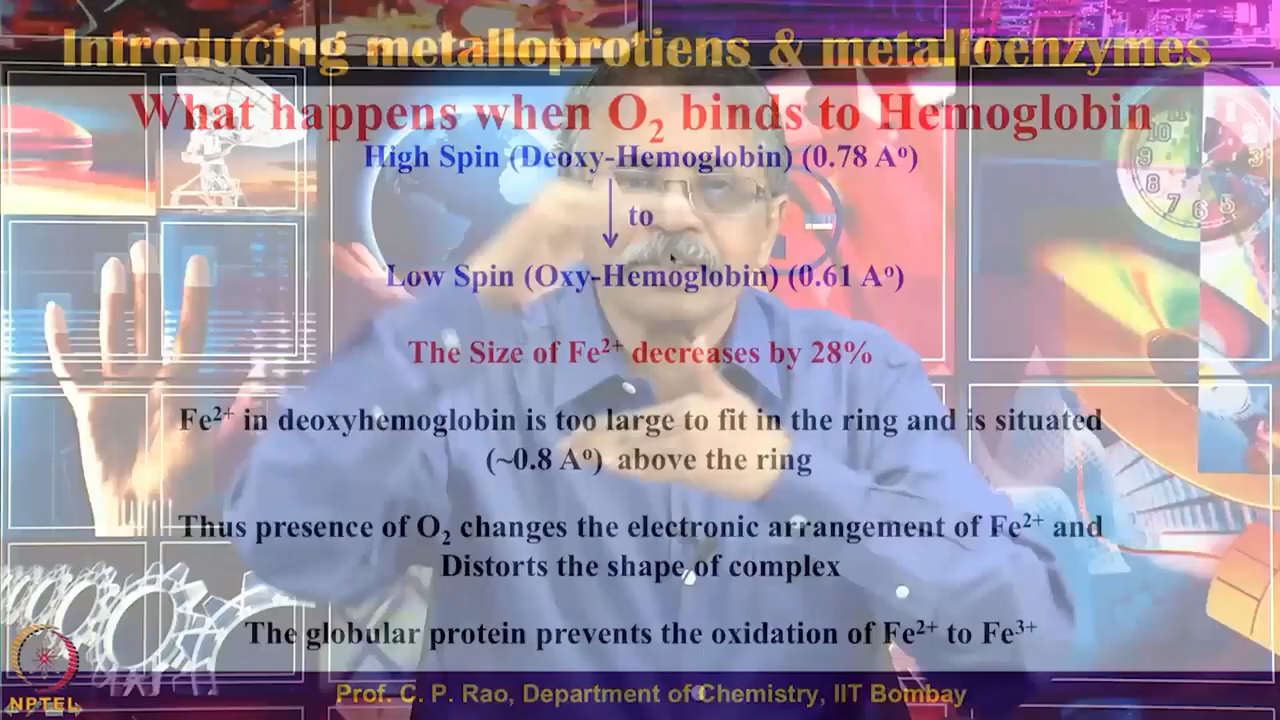 Introducing metalloprotiens & metalloenzymes
What happens when O₂ binds to Hemoglobin
High Spin (Deoxy-Hemoglobin) (0.78 Aº)
to
Low Spin (Oxy-Hemoglobin) (0.61 Aº)
The Size of Fe²⁺ decreases by 28%
Fe²⁺ in deoxyhemoglobin is too large to fit in the ring and is situated
(~0.8 Aº) above the ring
Thus presence of O₂ changes the electronic arrangement of Fe²⁺ and
Distorts the shape of complex
The globular protein prevents the oxidation of Fe²⁺ to Fe³⁺
Prof. C. P. Rao, Department of Chemistry, IIT Bombay
NPTEL